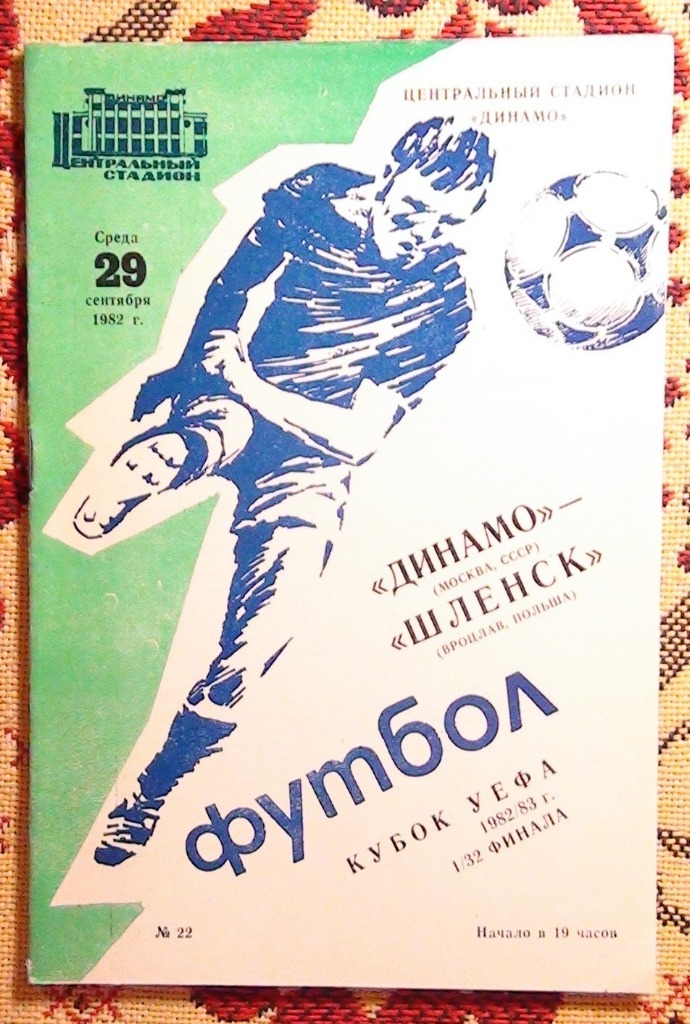 ДИНАМО
ЦЕНТРАЛЬНЫЙ
СТАДИОН
ЦЕНТРАЛЬНЫЙ СТАДИОН
«ДИНАМО»
Среда
29
сентября
1982 г.
«ДИНАМО» —
(МОСКВА, СССР)
«ШЛЕНСК»
(ВРОЦЛАВ, ПОЛЬША)
футбол
КУБОК УЕФА
1982/83 г.
1/32 ФИНАЛА
№ 22
Начало в 19 часов